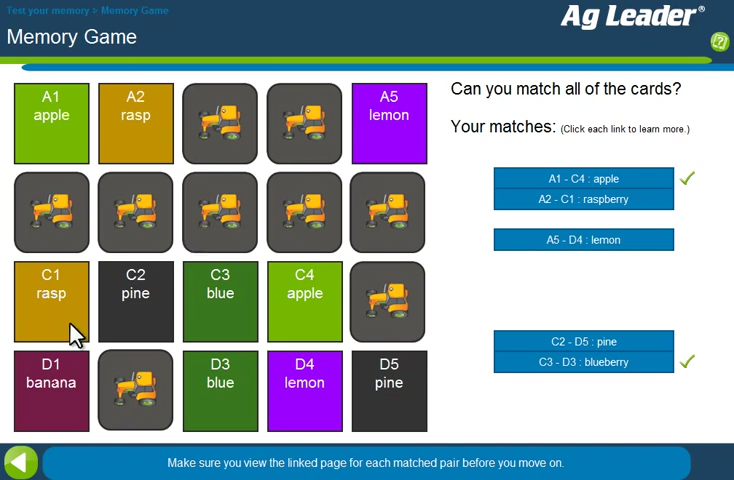 Test your memory > Memory Game
Memory Game
Ag Leader®
A1
apple
A2
rasp
A5
lemon
C1
rasp
C2
pine
C3
blue
C4
apple
D1
banana
D3
blue
D4
lemon
D5
pine
Can you match all of the cards?
Your matches: (Click each link to learn more.)
A1 - C4 : apple
A2 - C1 : raspberry
A5 - D4 : lemon
C2 - D5 : pine
C3 - D3 : blueberry
Make sure you view the linked page for each matched pair before you move on.